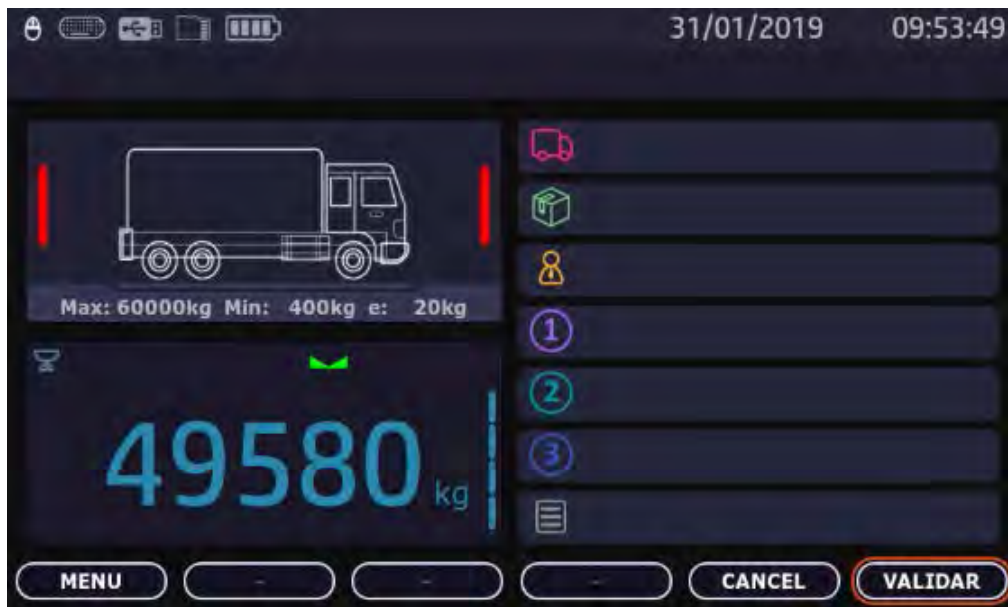 31/01/2019 09:53:49
Max: 60000kg Min: 400kg e: 20kg
49580 kg
1
2
3
MENU - - - CANCEL VALIDAR